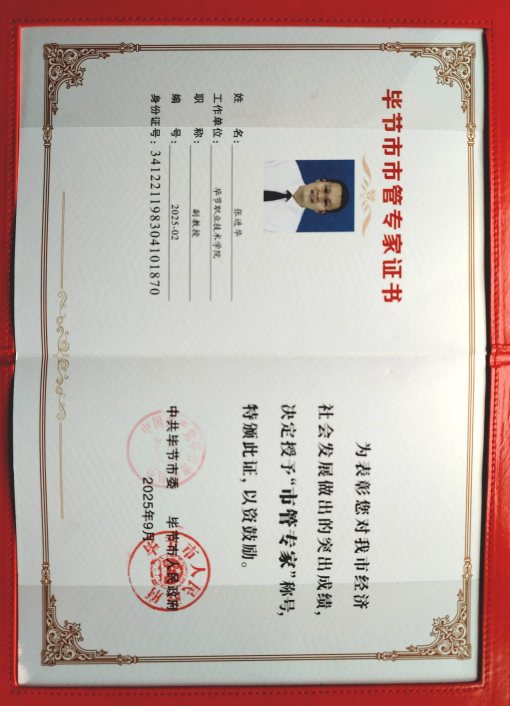 毕节市市管专家证书
姓 名：张进华
工作单位：毕节职业技术学院
职 称：副教授
编 号：2025-02
身份证号：341221198304101870
为表彰您对我市经济
社会发展做出的突出成绩，
决定授予“市管专家”称号，
特颁此证，以资鼓励。
中共毕节市委 毕节市人民政府
2025年9月